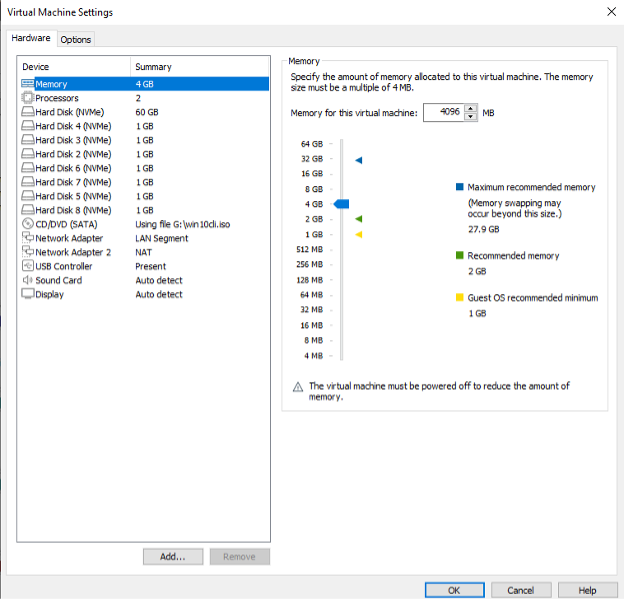 Virtual Machine Settings
Hardware
Options
Device
Summary
Memory
4 GB
Processors
2
Hard Disk (NVMe)
60 GB
Hard Disk 4 (NVMe)
1 GB
Hard Disk 3 (NVMe)
1 GB
Hard Disk 2 (NVMe)
1 GB
Hard Disk 6 (NVMe)
1 GB
Hard Disk 7 (NVMe)
1 GB
Hard Disk 5 (NVMe)
1 GB
Hard Disk 8 (NVMe)
1 GB
CD/DVD (SATA)
Using file G:\win10cli.iso
Network Adapter
LAN Segment
Network Adapter 2
NAT
USB Controller
Present
Sound Card
Auto detect
Display
Auto detect
Add...
Remove
Memory
Specify the amount of memory allocated to this virtual machine. The memory
size must be a multiple of 4 MB.
Memory for this virtual machine:
4096
MB
64 GB
32 GB
16 GB
8 GB
4 GB
2 GB
1 GB
512 MB
256 MB
128 MB
64 MB
32 MB
16 MB
8 MB
4 MB
Maximum recommended memory
(Memory swapping may
occur beyond this size.)
27.9 GB
Recommended memory
2 GB
Guest OS recommended minimum
1 GB
The virtual machine must be powered off to reduce the amount of
memory.
OK
Cancel
Help